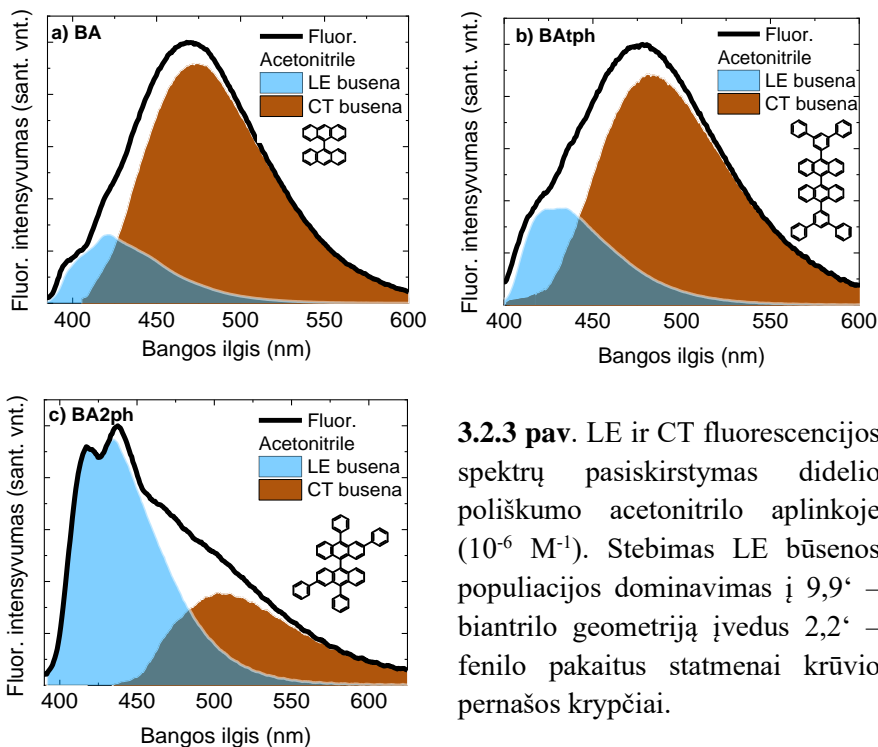 a) BA
Fluor.
Acetonitrile
LE busena
CT busena
Fluor. intensyvumas (sant. vnt.)
400 450 500 550 600
Bangos ilgis (nm)
b) BAtph
Fluor.
Acetonitrile
LE busena
CT busena
Fluor. intensyvumas (sant. vnt.)
400 450 500 550 600
Bangos ilgis (nm)
c) BA2ph
Fluor.
Acetonitrile
LE busena
CT busena
Fluor. intensyvumas (sant. vnt.)
400 450 500 550 600
Bangos ilgis (nm)
3.2.3 pav. LE ir CT fluorescencijos
spektrų pasiskirstymas didelio
poliškumo acetonitrilo aplinkoje
(10⁻⁶ M⁻¹). Stebimas LE būsenos
populiacijos dominavimas į 9,9‘ –
biantrilo geometriją įvedus 2,2‘ –
fenilo pakaitus statmenai krūvio
pernašos krypčiai.